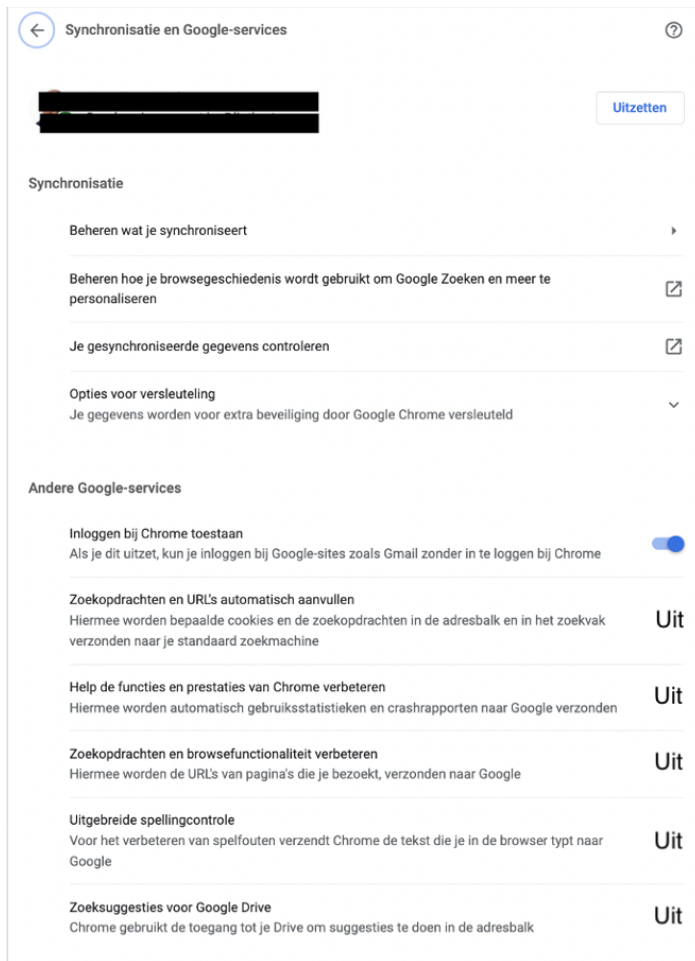 Synchronisatie en Google-services
Uitzetten
Synchronisatie
Beheren wat je synchroniseert
Beheren hoe je browsegeschiedenis wordt gebruikt om Google Zoeken en meer te
personaliseren
Je gesynchroniseerde gegevens controleren
Opties voor versleuteling
Je gegevens worden voor extra beveiliging door Google Chrome versleuteld
Andere Google-services
Inloggen bij Chrome toestaan
Als je dit uitzet, kun je inloggen bij Google-sites zoals Gmail zonder in te loggen bij Chrome
Zoekopdrachten en URL's automatisch aanvullen
Hiermee worden bepaalde cookies en de zoekopdrachten in de adresbalk en in het zoekvak
verzonden naar je standaard zoekmachine
Uit
Help de functies en prestaties van Chrome verbeteren
Hiermee worden automatisch gebruiksstatistieken en crashrapporten naar Google verzonden
Uit
Zoekopdrachten en browsefunctionaliteit verbeteren
Hiermee worden de URL's van pagina's die je bezoekt, verzonden naar Google
Uit
Uitgebreide spellingcontrole
Voor het verbeteren van spelfouten verzendt Chrome de tekst die je in de browser typt naar
Google
Uit
Zoeksuggesties voor Google Drive
Chrome gebruikt de toegang tot je Drive om suggesties te doen in de adresbalk
Uit